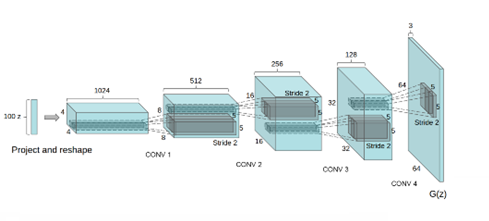 3
128
256
512
1024
64
16
5
5
32
Stride 2
4
8
5
5
5
5
5
5
Stride 2
100 z
4
8
16
32
Stride 2
Stride 2
Project and reshape
CONV 1
CONV 2
CONV 3
CONV 4
64
G(z)